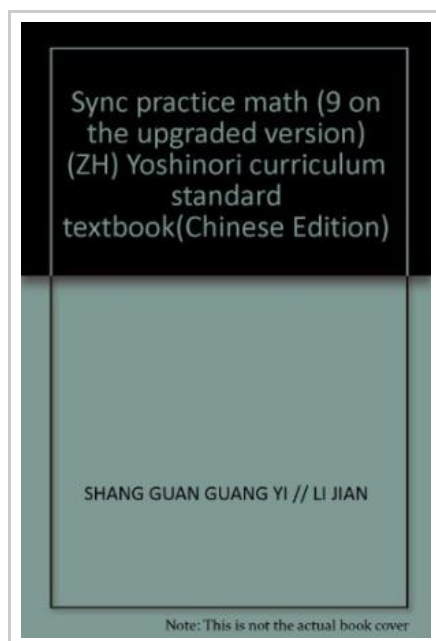 Sync practice math (9 on
the upgraded version)
(ZH) Yoshinori curriculum
standard
textbook(Chinese Edition)
SHANG GUAN GUANG YI // LI JIAN
Note: This is not the actual book cover